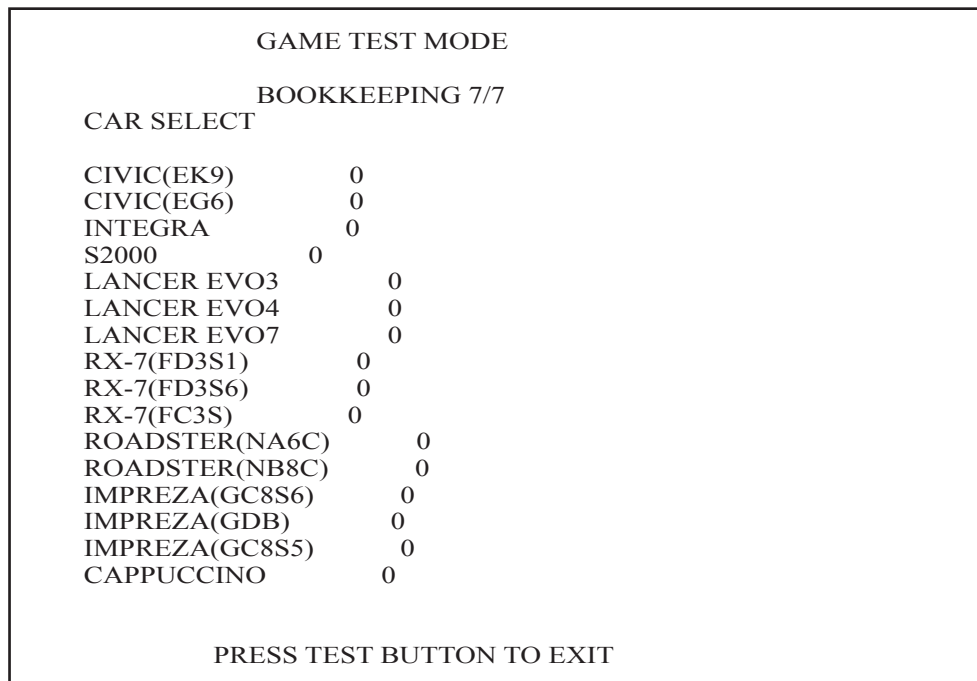 GAME TEST MODE
BOOKKEEPING 7/7
CAR SELECT
CIVIC(EK9) 0
CIVIC(EG6) 0
INTEGRA 0
S2000 0
LANCER EVO3 0
LANCER EVO4 0
LANCER EVO7 0
RX-7(FD3S1) 0
RX-7(FD3S6) 0
RX-7(FC3S) 0
ROADSTER(NA6C) 0
ROADSTER(NB8C) 0
IMPREZA(GC8S6) 0
IMPREZA(GDB) 0
IMPREZA(GC8S5) 0
CAPPUCCINO 0
PRESS TEST BUTTON TO EXIT